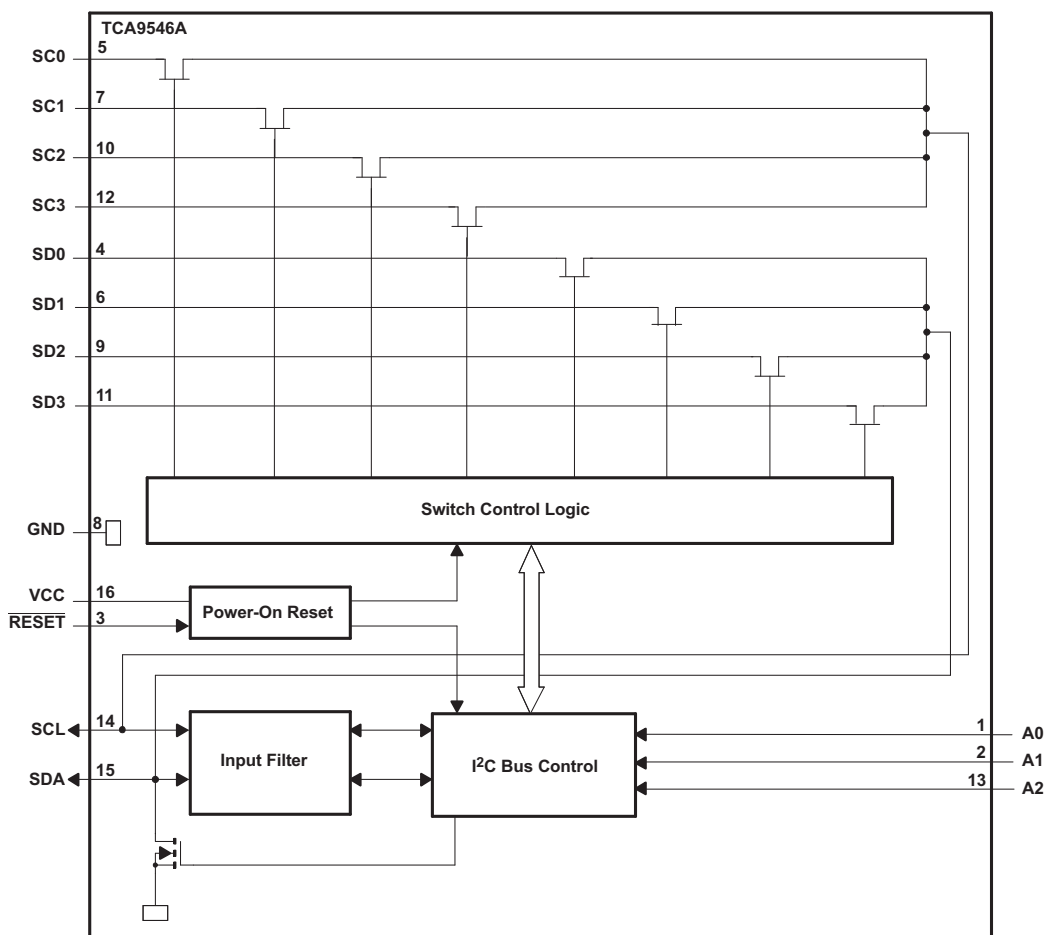 TCA9546A
SC0 5
SC1 7
SC2 10
SC3 12
SD0 4
SD1 6
SD2 9
SD3 11
Switch Control Logic
GND 8
VCC 16
RESET 3
Power-On Reset
SCL 14
SDA 15
Input Filter
I²C Bus Control
1 A0
2 A1
13 A2